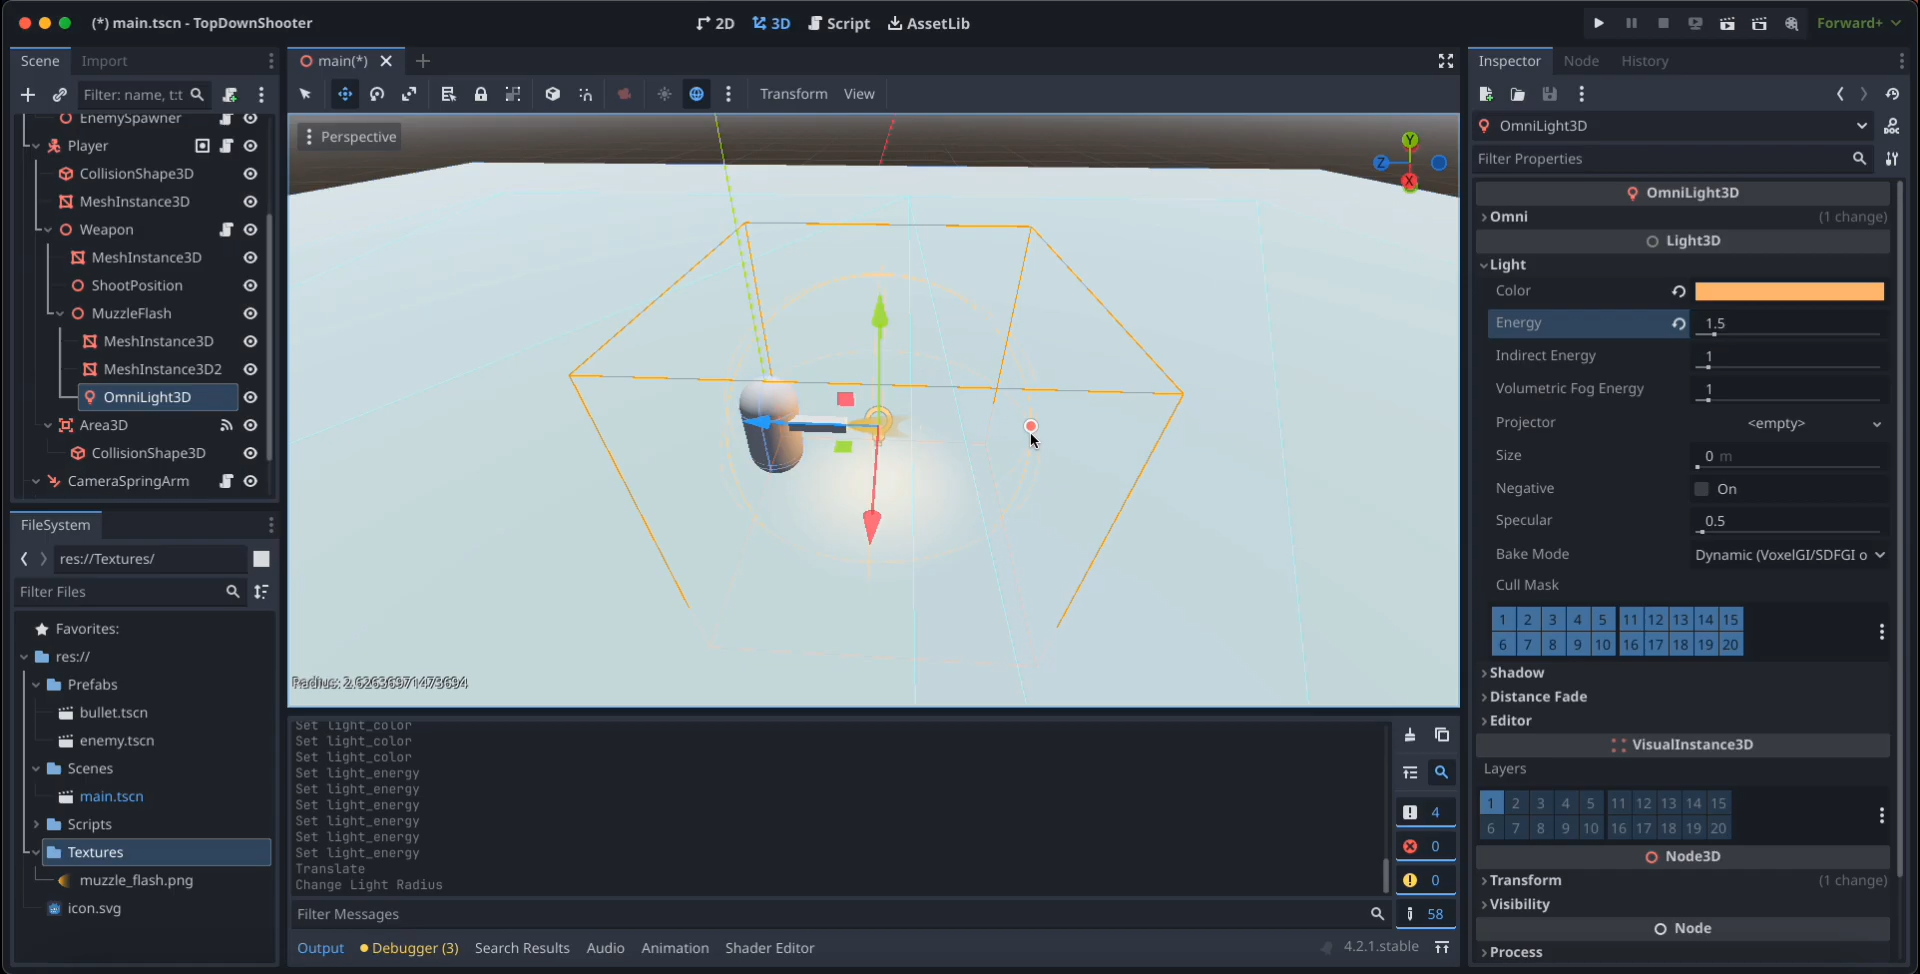 (*) main.tscn - TopDownShooter
2D
3D
Script
AssetLib
Forward+
Scene
Import
Filter: name, t:t
EnemySpawner
Player
CollisionShape3D
MeshInstance3D
Weapon
MeshInstance3D
ShootPosition
MuzzleFlash
MeshInstance3D
MeshInstance3D2
OmniLight3D
Area3D
CollisionShape3D
CameraSpringArm
FileSystem
res://Textures/
Filter Files
Favorites:
res://
Prefabs
bullet.tscn
enemy.tscn
Scenes
main.tscn
Scripts
Textures
muzzle_flash.png
icon.svg
main(*)
Transform View
Perspective
Y
Z
X
Radius: 2.62636971473694
Set light_color
Set light_color
Set light_color
Set light_energy
Set light_energy
Set light_energy
Set light_energy
Set light_energy
Set light_energy
Translate
Change Light Radius
4
0
0
58
Filter Messages
Output Debugger (3) Search Results Audio Animation Shader Editor
4.2.1.stable
Inspector Node History
OmniLight3D
Filter Properties
OmniLight3D
Omni (1 change)
Light3D
Light
Color
Energy 1.5
Indirect Energy 1
Volumetric Fog Energy 1
Projector <empty>
Size 0 m
Negative On
Specular 0.5
Bake Mode Dynamic (VoxelGI/SDFGI o
Cull Mask
1 2 3 4 5 11 12 13 14 15
6 7 8 9 10 16 17 18 19 20
Shadow
Distance Fade
Editor
VisualInstance3D
Layers
1 2 3 4 5 11 12 13 14 15
6 7 8 9 10 16 17 18 19 20
Node3D
Transform (1 change)
Visibility
Node
Process